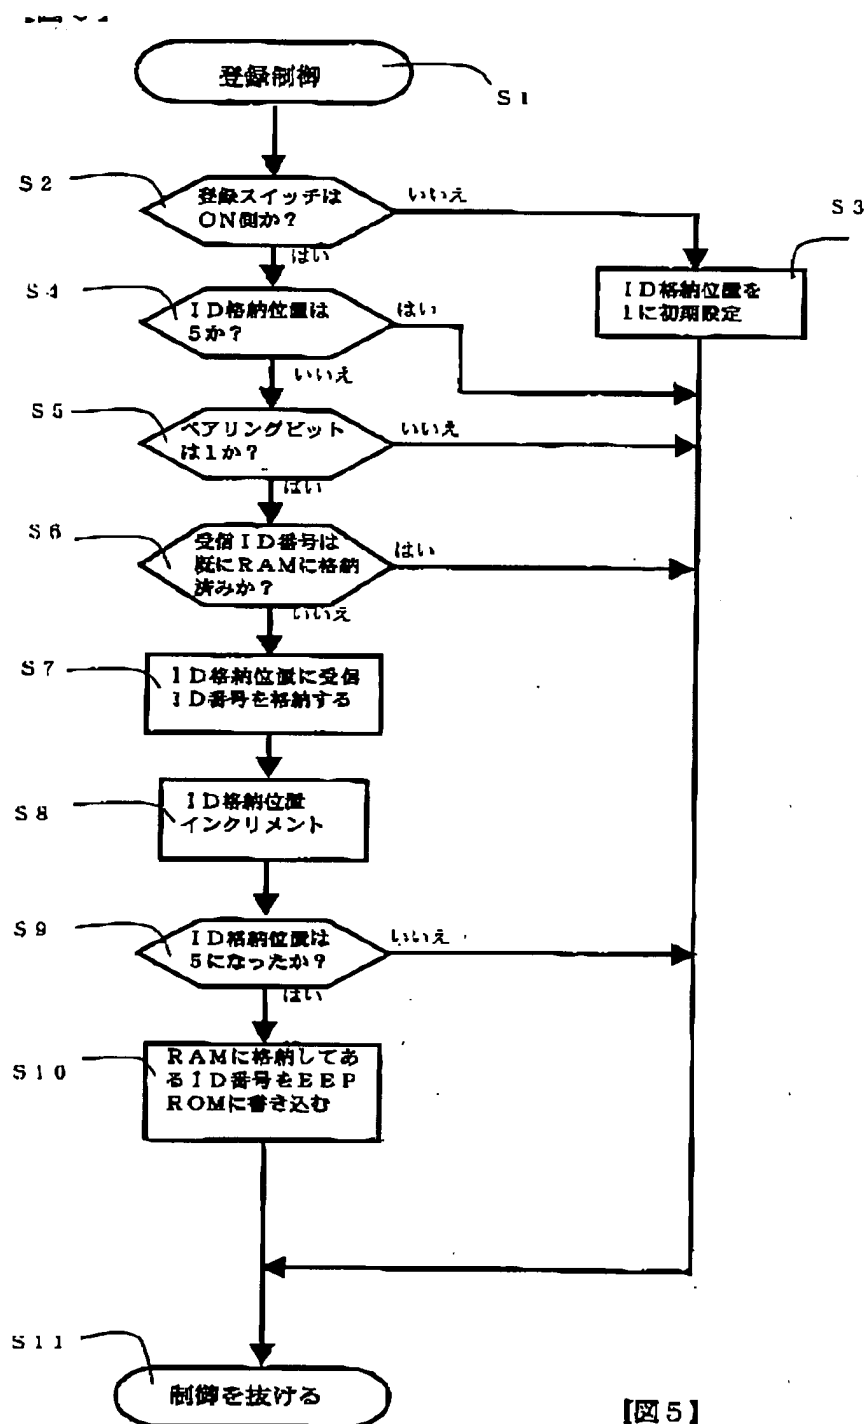 登録制御
S1
S2
登録スイッチは
ON側か?
いいえ
はい
S3
ID格納位置を
1に初期設定
S4
ID格納位置は
5か?
はい
いいえ
S5
ペアリングビット
は1か?
いいえ
はい
S6
受信ID番号は
既にRAMに格納
済みか?
はい
いいえ
S7
ID格納位置に受信
ID番号を格納する
S8
ID格納位置
インクリメント
S9
ID格納位置は
5になったか?
いいえ
はい
S10
RAMに格納してあ
るID番号をEEP
ROMに書き込む
S11
制御を抜ける
【図5】